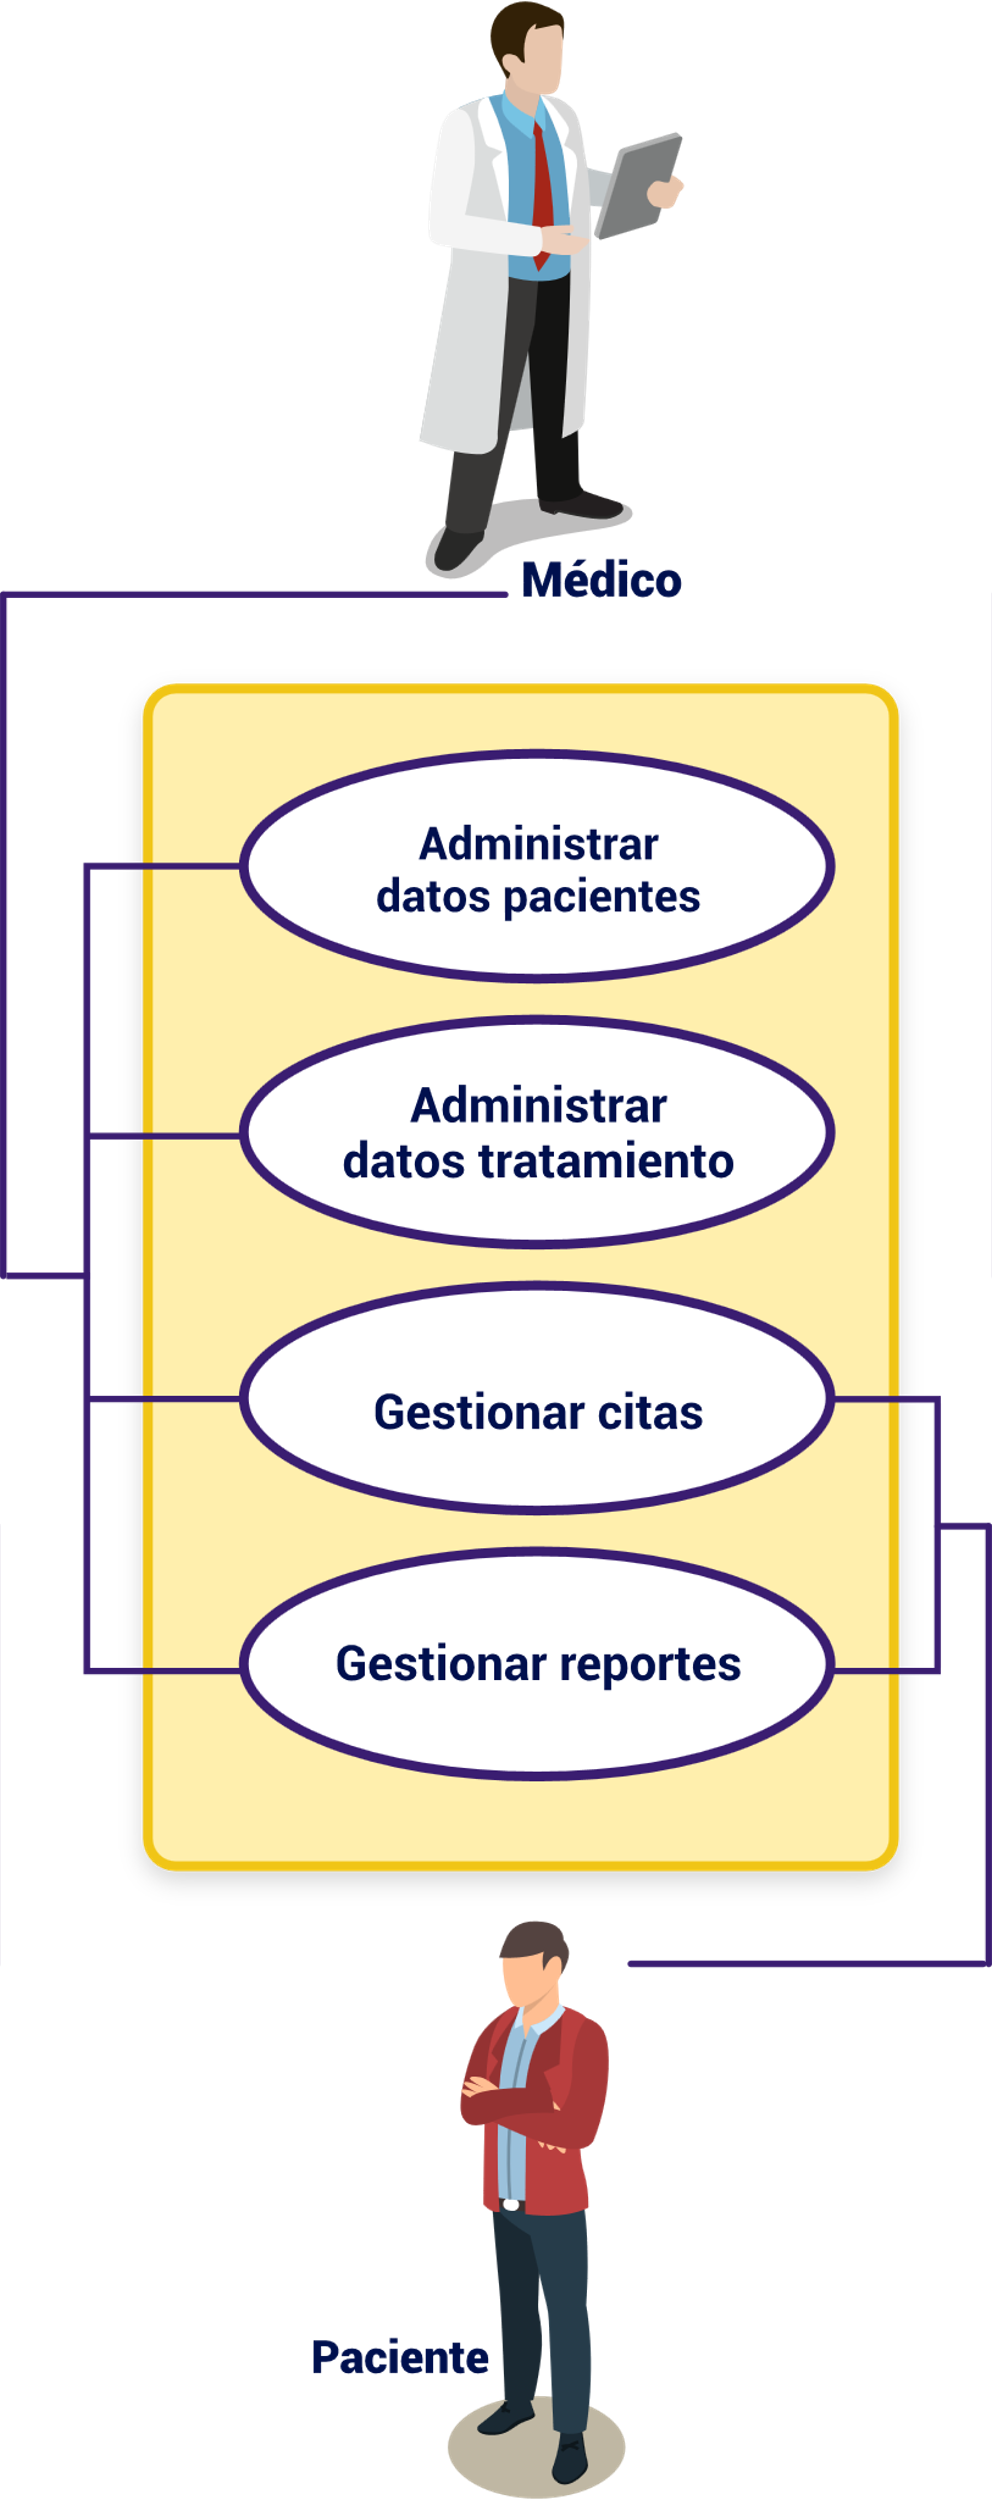 Médico
Administrar
datos pacientes
Administrar
datos tratamiento
Gestionar citas
Gestionar reportes
Paciente